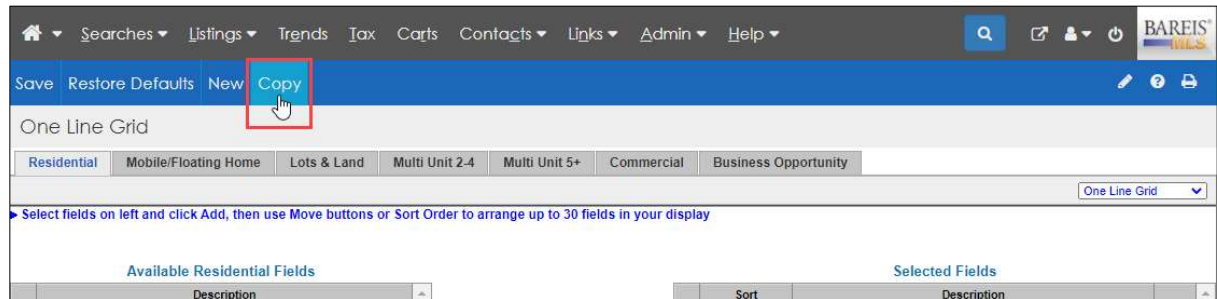 Searches Listings Trends Tax Carts Contacts Links Admin Help BAREIS® MLS
Save Restore Defaults New Copy
One Line Grid
Residential Mobile/Floating Home Lots & Land Multi Unit 2-4 Multi Unit 5+ Commercial Business Opportunity
One Line Grid
Select fields on left and click Add, then use Move buttons or Sort Order to arrange up to 30 fields in your display
Available Residential Fields Selected Fields
Description Sort Description